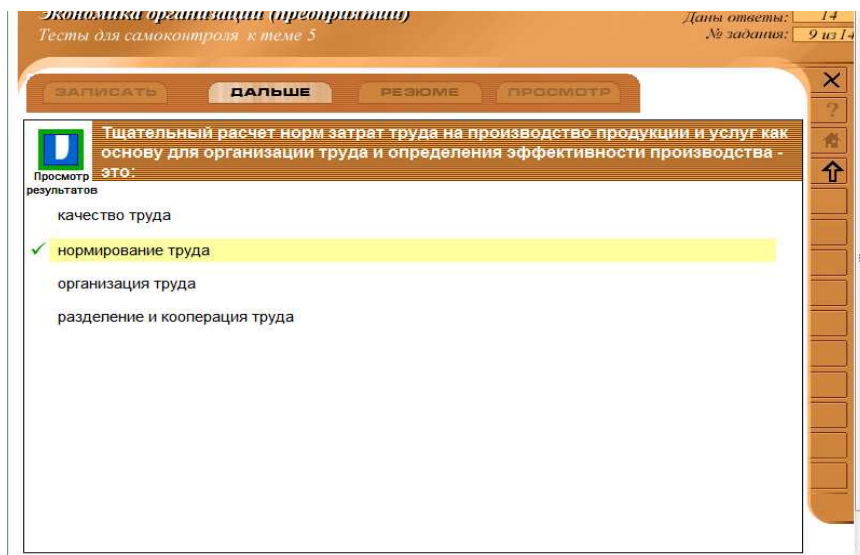 Экономика организации (предприятия)
Тесты для самоконтроля к теме 5
Даны ответы: 14
№ задания: 9 из 14
ЗАПИСАТЬ ДАЛЬШЕ РЕЗЮМЕ ПРОСМОТР
Просмотр
результатов
Тщательный расчет норм затрат труда на производство продукции и услуг как
основу для организации труда и определения эффективности производства -
это:
качество труда
нормирование труда
организация труда
разделение и кооперация труда